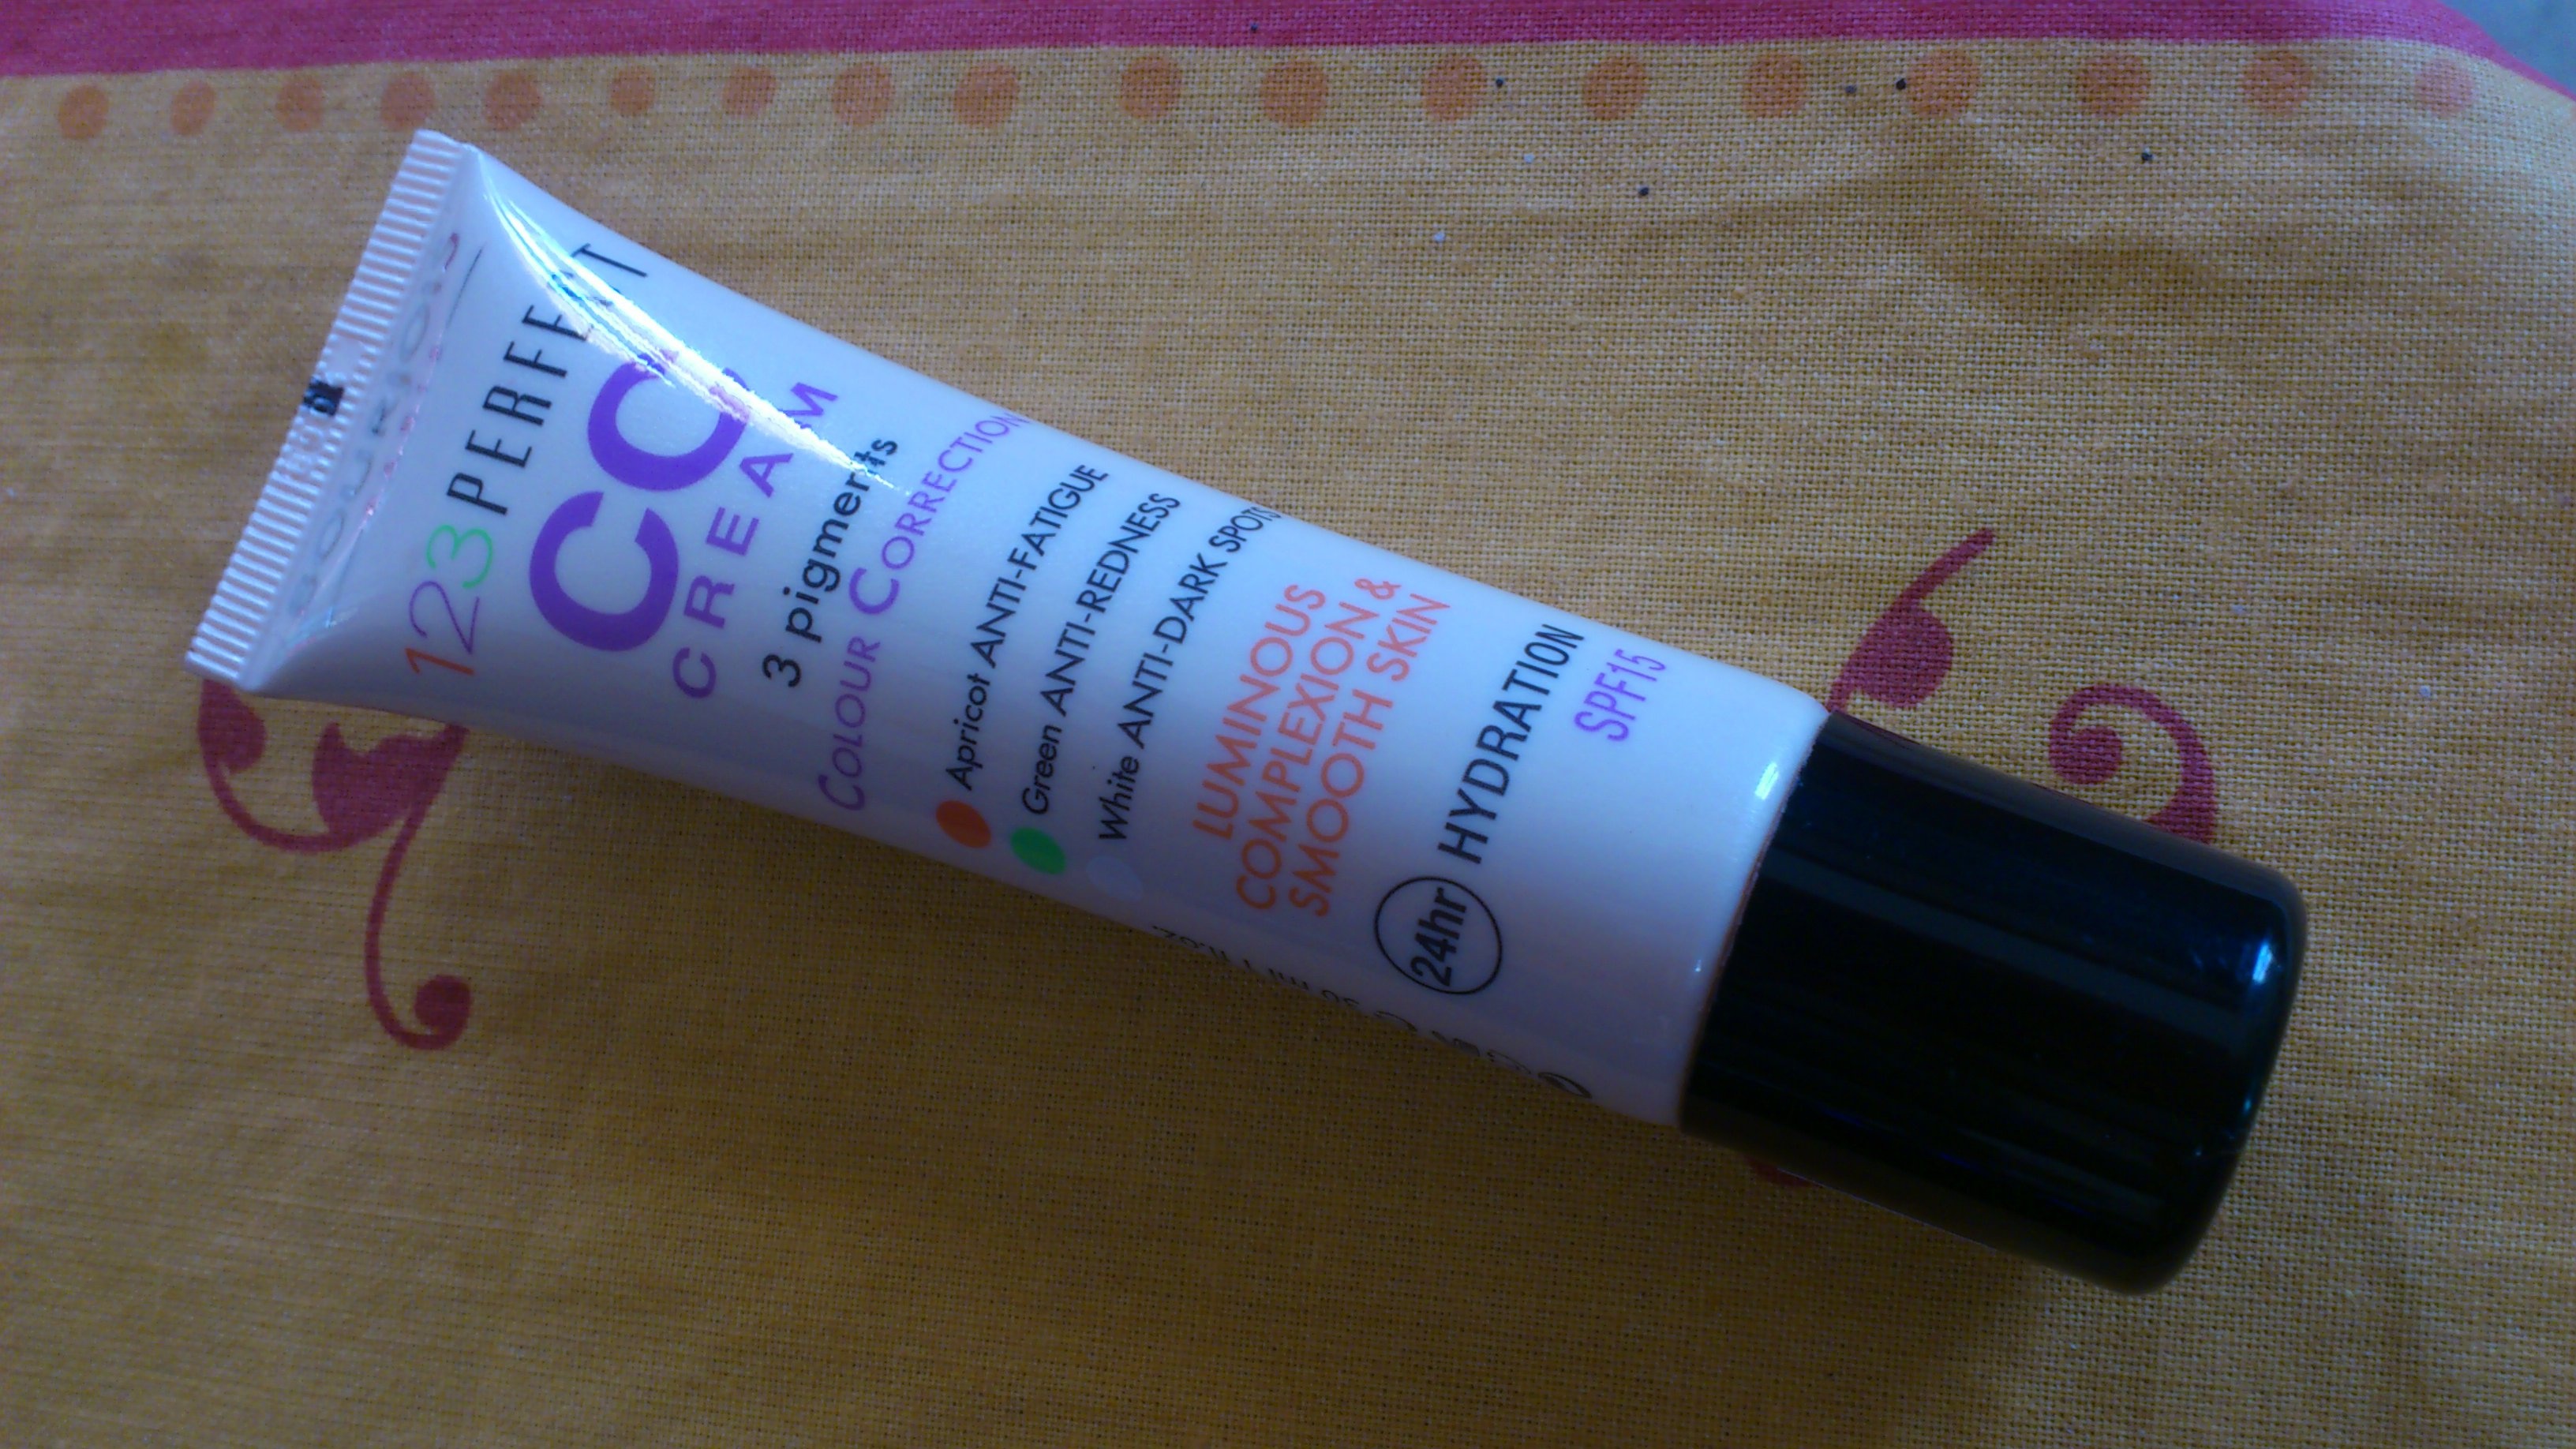 BOURJOIS
123 PERFECT
CC
CREAM
3 pigments
COLOUR CORRECTION
Apricot ANTI-FATIGUE
Green ANTI-REDNESS
White ANTI-DARK SPOTS
LUMINOUS
COMPLEXION &
SMOOTH SKIN
24hr HYDRATION
SPF15